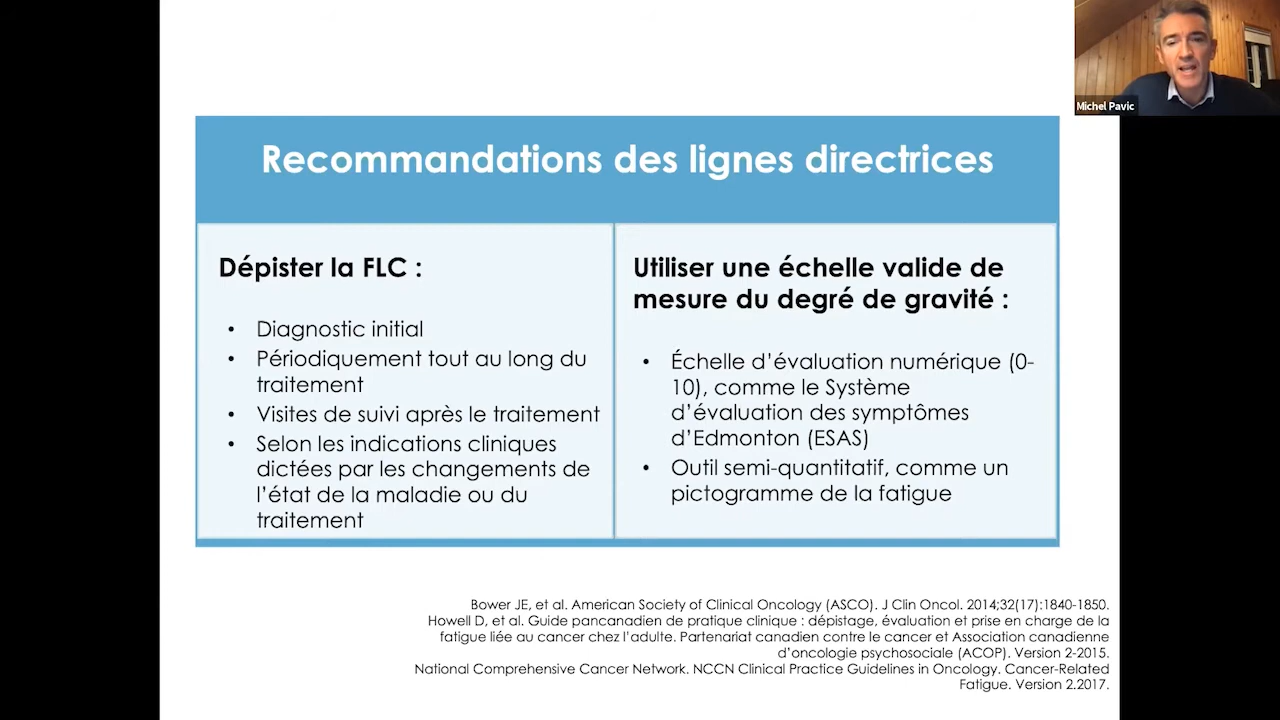 Michel Pavic
Recommandations des lignes directrices
Dépister la FLC :
• Diagnostic initial
• Périodiquement tout au long du
traitement
• Visites de suivi après le traitement
• Selon les indications cliniques
dictées par les changements de
l’état de la maladie ou du
traitement
Utiliser une échelle valide de
mesure du degré de gravité :
• Échelle d’évaluation numérique (0-
10), comme le Système
d’évaluation des symptômes
d’Edmonton (ESAS)
• Outil semi-quantitatif, comme un
pictogramme de la fatigue
Bower JE, et al. American Society of Clinical Oncology (ASCO). J Clin Oncol. 2014;32(17):1840-1850.
Howell D, et al. Guide pancanadien de pratique clinique : dépistage, évaluation et prise en charge de la
fatigue liée au cancer chez l’adulte. Partenariat canadien contre le cancer et Association canadienne
d’oncologie psychosociale (ACOP). Version 2-2015.
National Comprehensive Cancer Network. NCCN Clinical Practice Guidelines in Oncology. Cancer-Related
Fatigue. Version 2.2017.